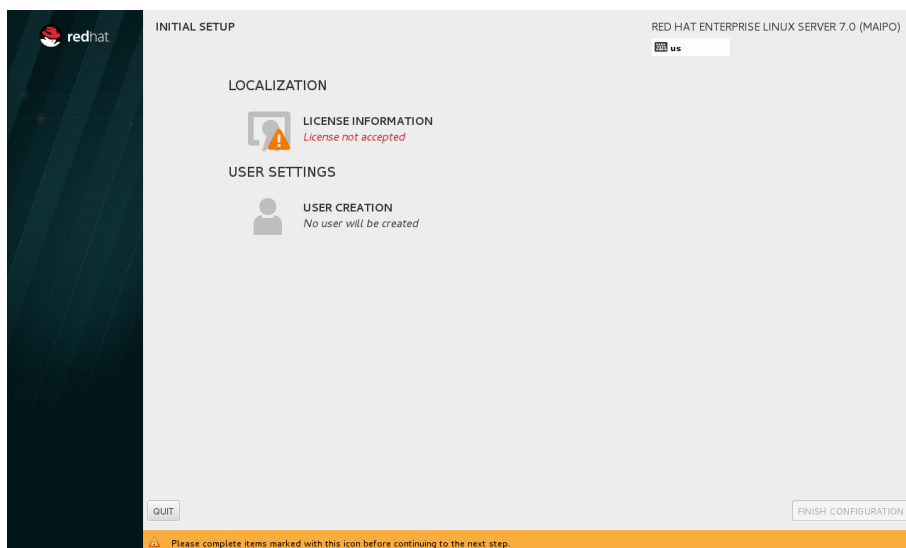 redhat.
INITIAL SETUP
RED HAT ENTERPRISE LINUX SERVER 7.0 (MAIPO)
us
LOCALIZATION
LICENSE INFORMATION
License not accepted
USER SETTINGS
USER CREATION
No user will be created
QUIT
FINISH CONFIGURATION
Please complete items marked with this icon before continuing to the next step.